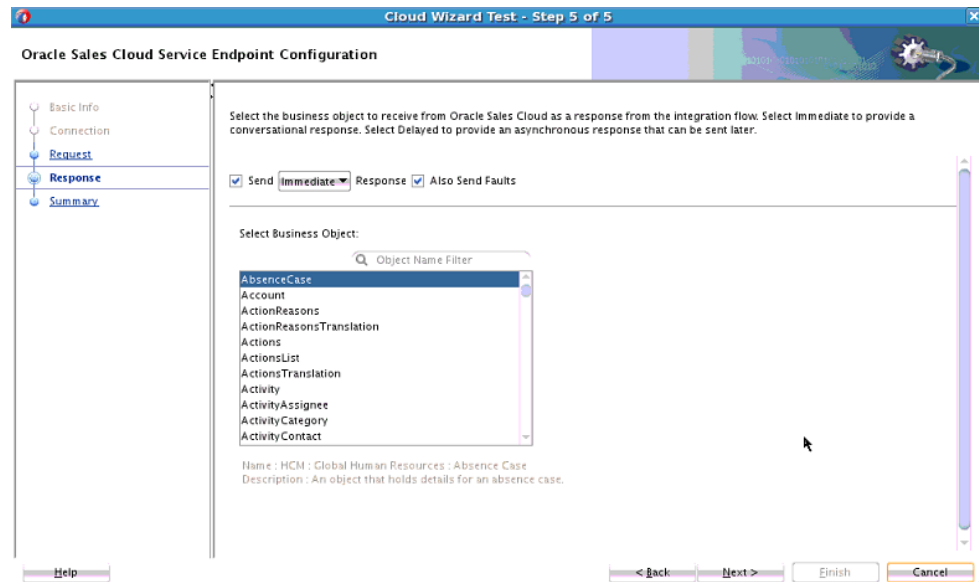 Cloud Wizard Test - Step 5 of 5
Oracle Sales Cloud Service Endpoint Configuration
Basic Info
Connection
Request
Response
Summary
Select the business object to receive from Oracle Sales Cloud as a response from the integration flow. Select Immediate to provide a
conversational response. Select Delayed to provide an asynchronous response that can be sent later.
Send Immediate Response Also Send Faults
Select Business Object:
Object Name Filter
AbsenceCase
Account
ActionReasons
ActionReasonsTranslation
Actions
ActionsList
ActionsTranslation
Activity
ActivityAssignee
ActivityCategory
ActivityContact
Name : HCM : Global Human Resources : Absence Case
Description : An object that holds details for an absence case.
Help < Back Next > Finish Cancel